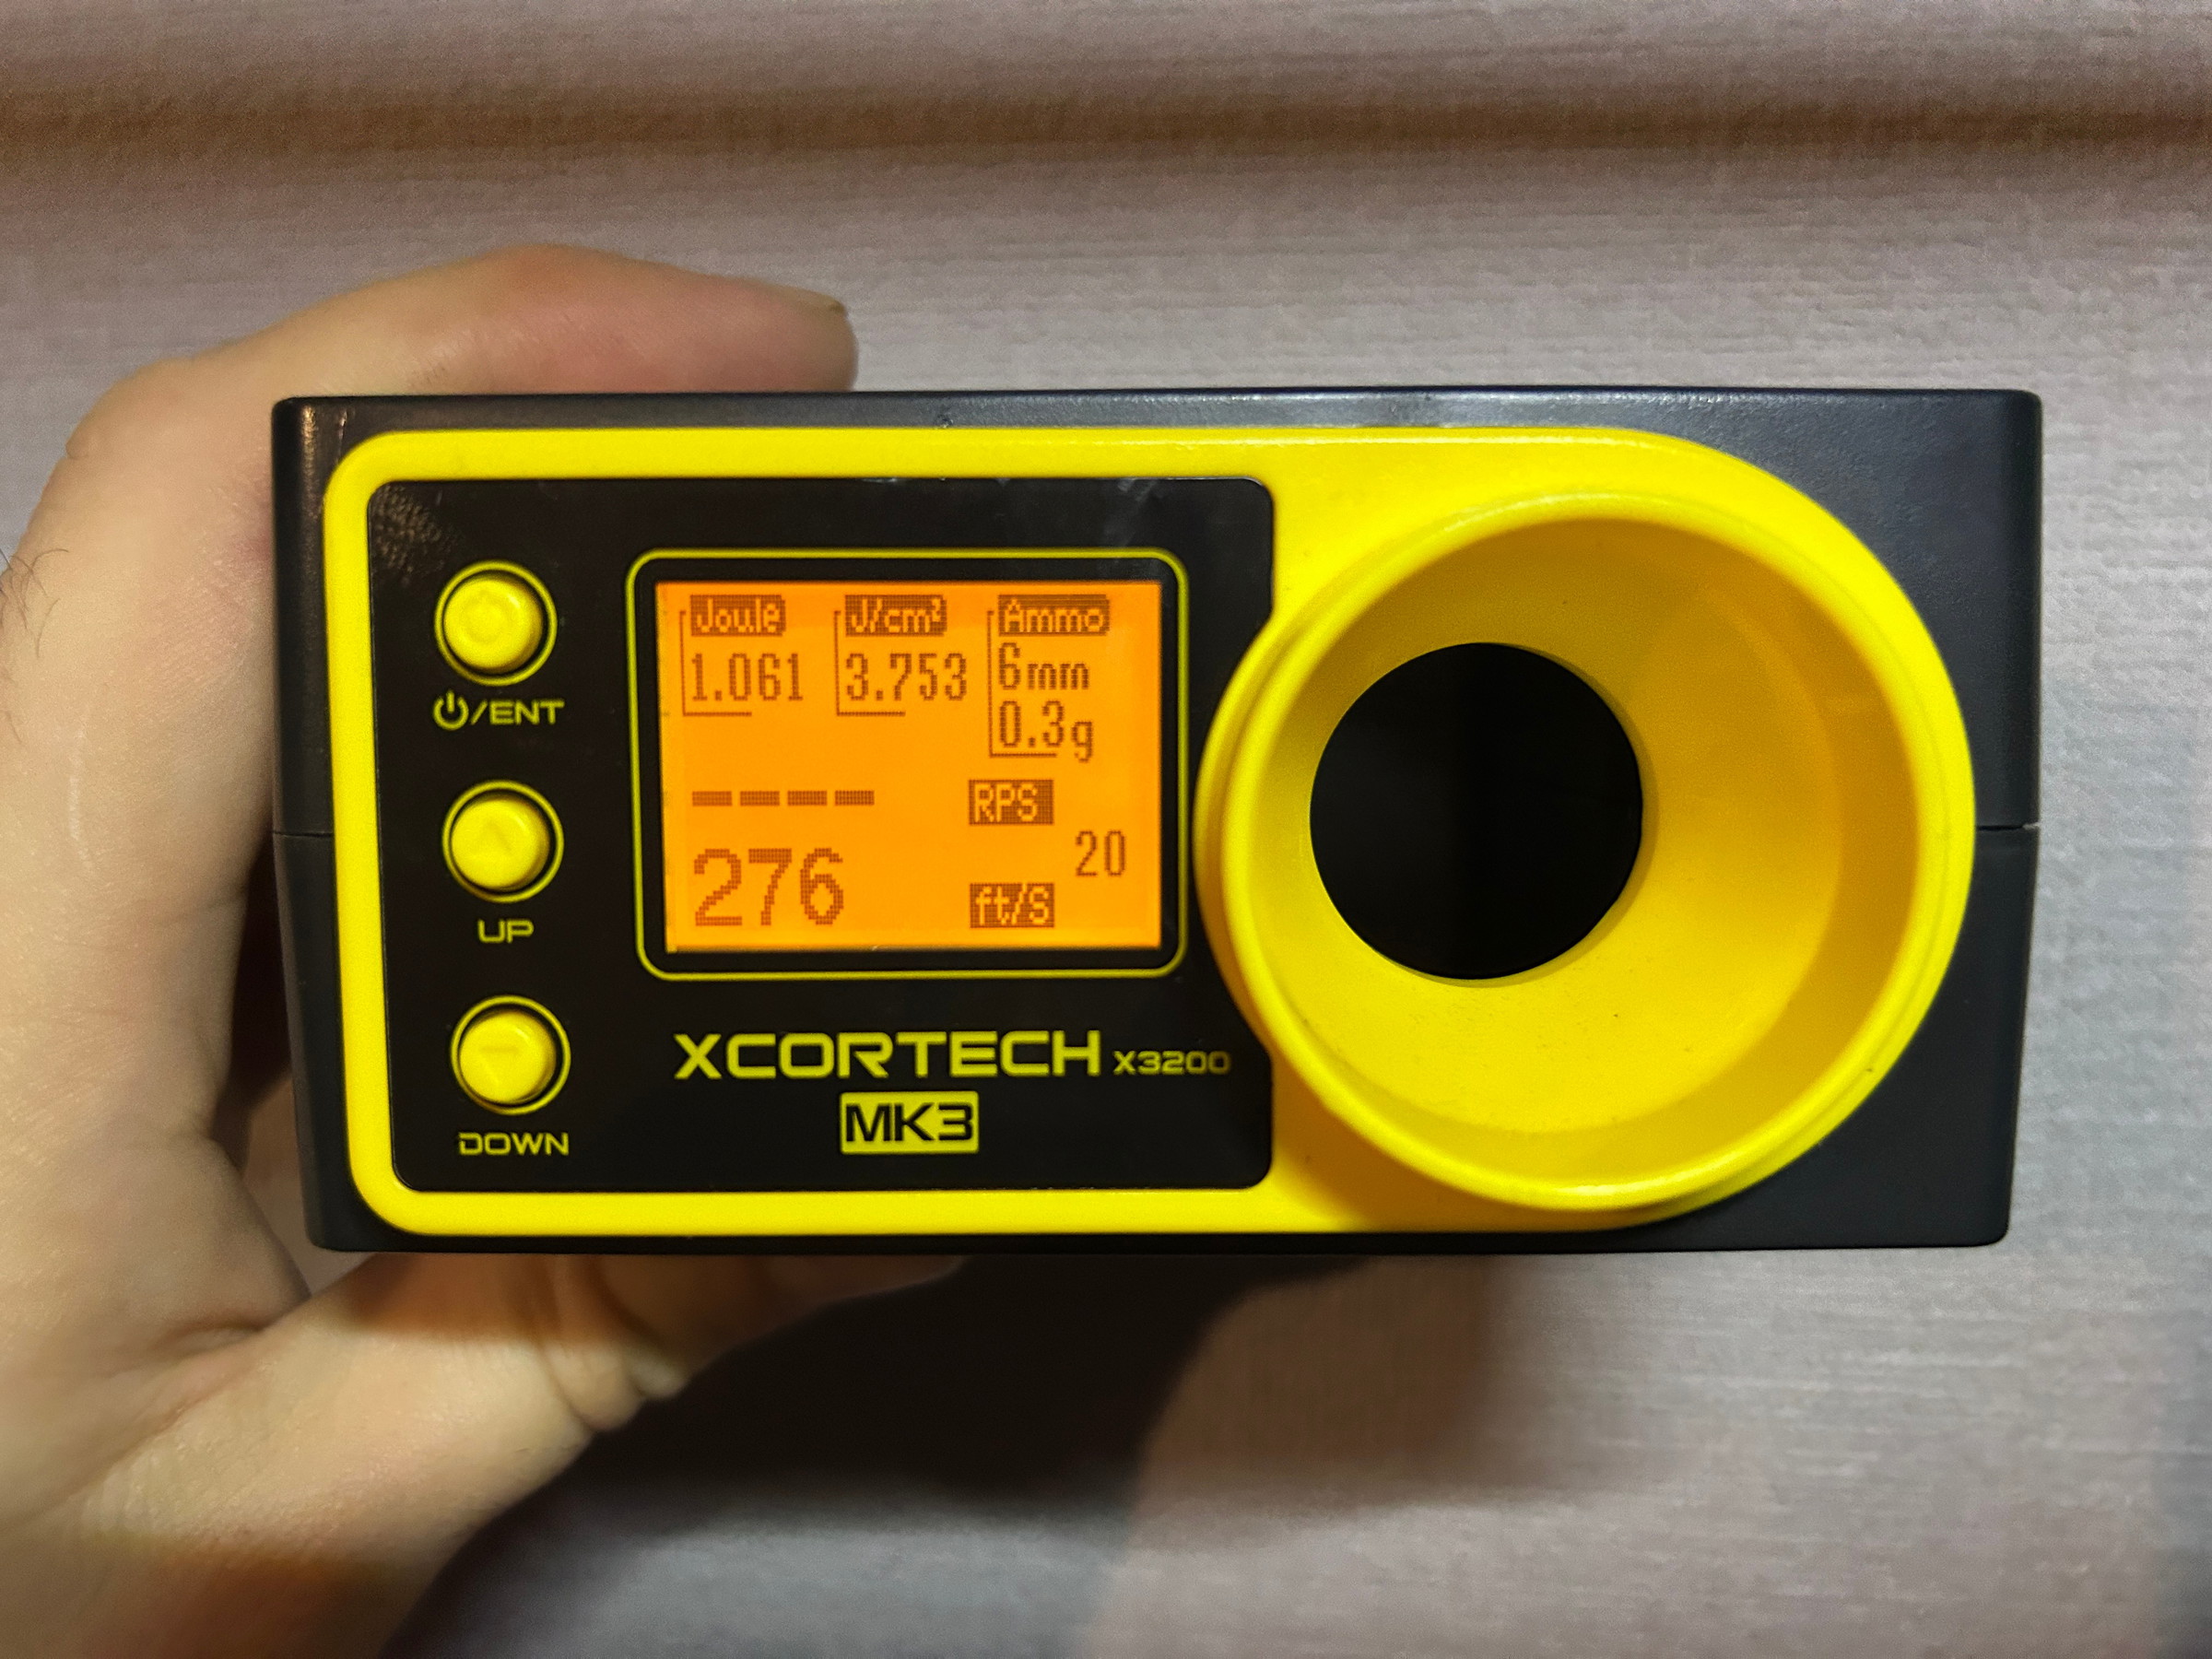 Joule J/cm² Ammo
1.061 3.753 6mm
0.3g
---- RPS
20
276 ft/S
/ENT
UP
DOWN
XCORTECH X3200
MK3